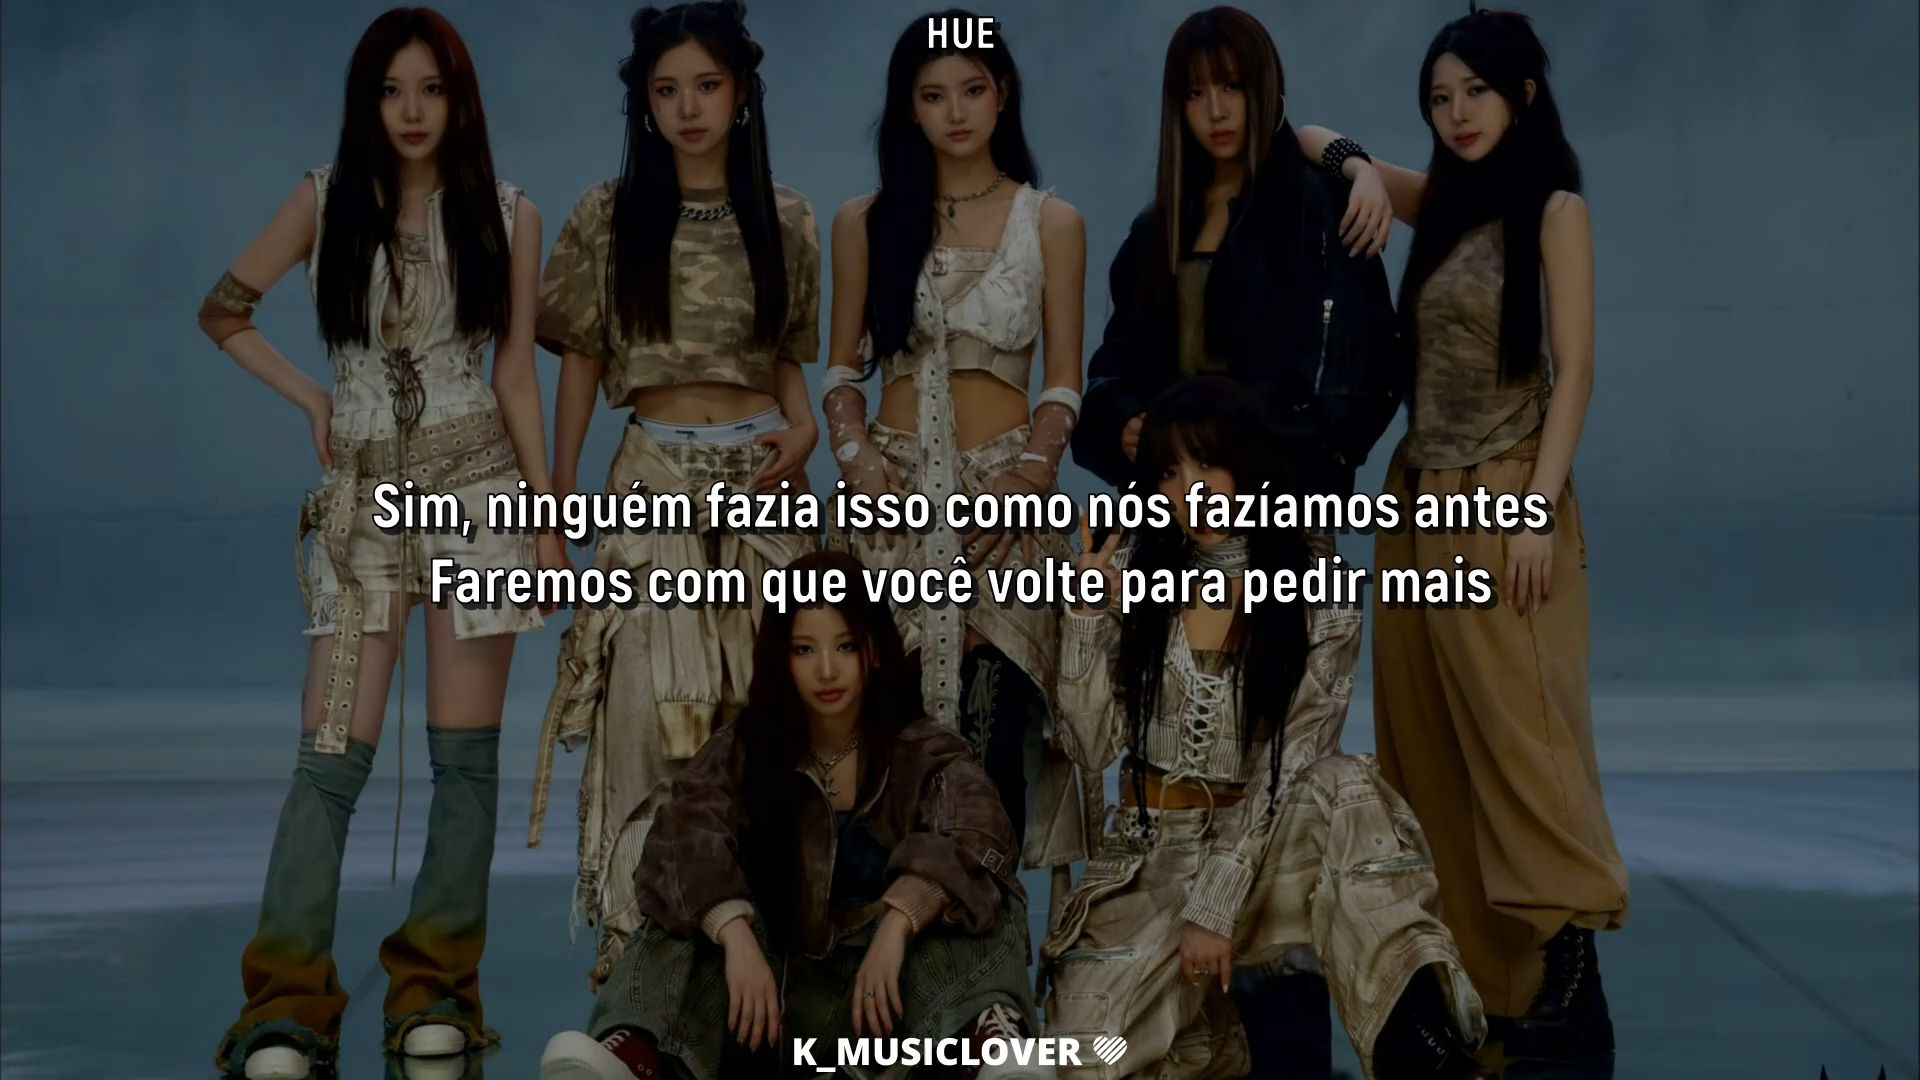 HUE
Sim, ninguém fazia isso como nós fazíamos antes
Faremos com que você volte para pedir mais
K_MUSICLOVER